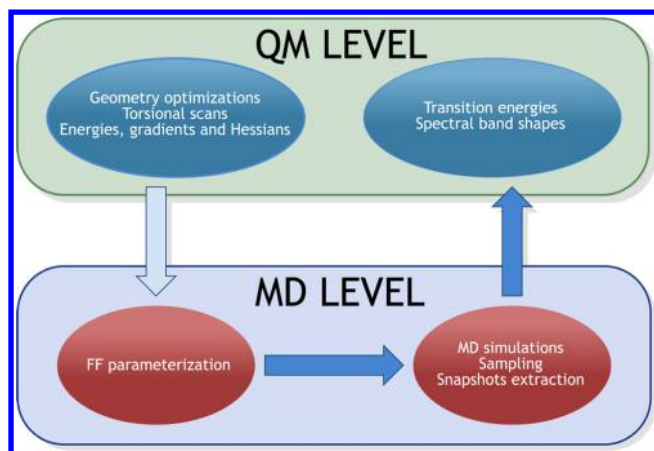 QM LEVEL
Geometry optimizations
Torsional scans
Energies, gradients and Hessians
Transition energies
Spectral band shapes
MD LEVEL
FF parameterization
MD simulations
Sampling
Snapshots extraction